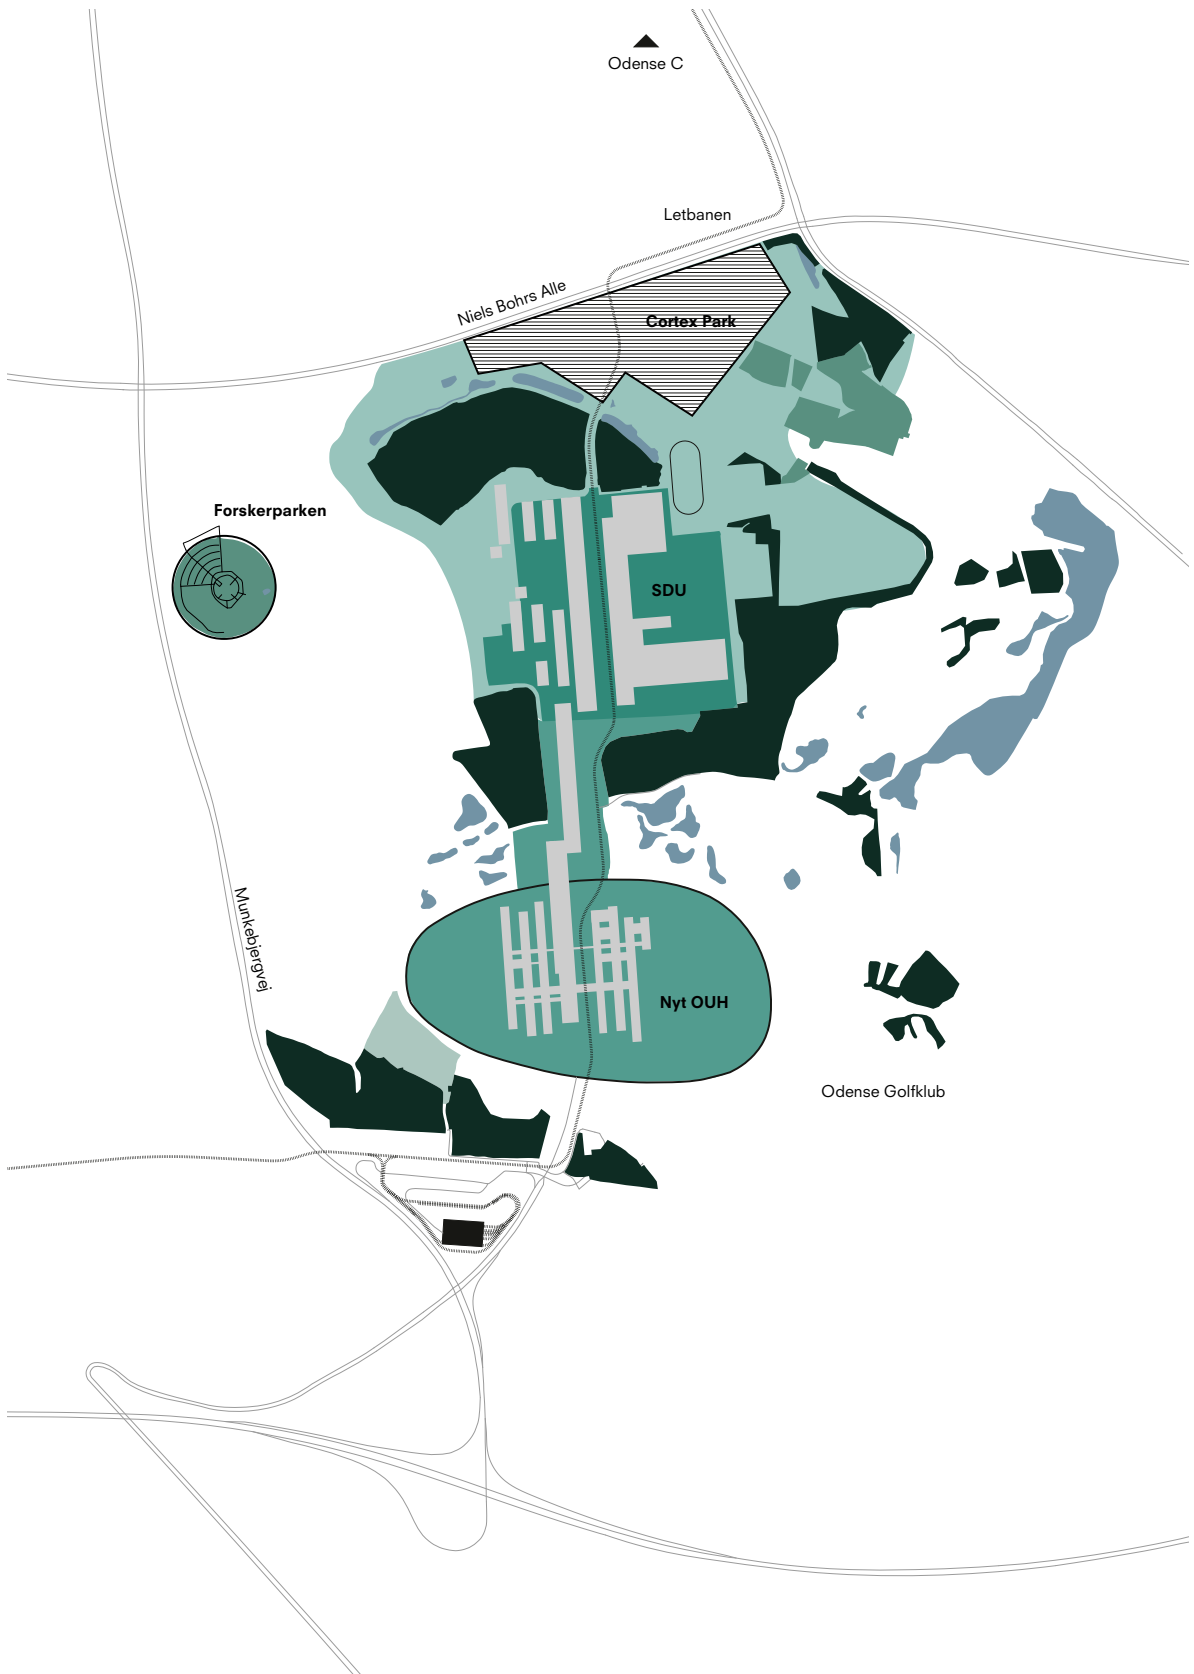 Odense C
Letbanen
Niels Bohrs Alle
Cortex Park
Forskerparken
SDU
Munkebjergvej
Nyt OUH
Odense Golfklub